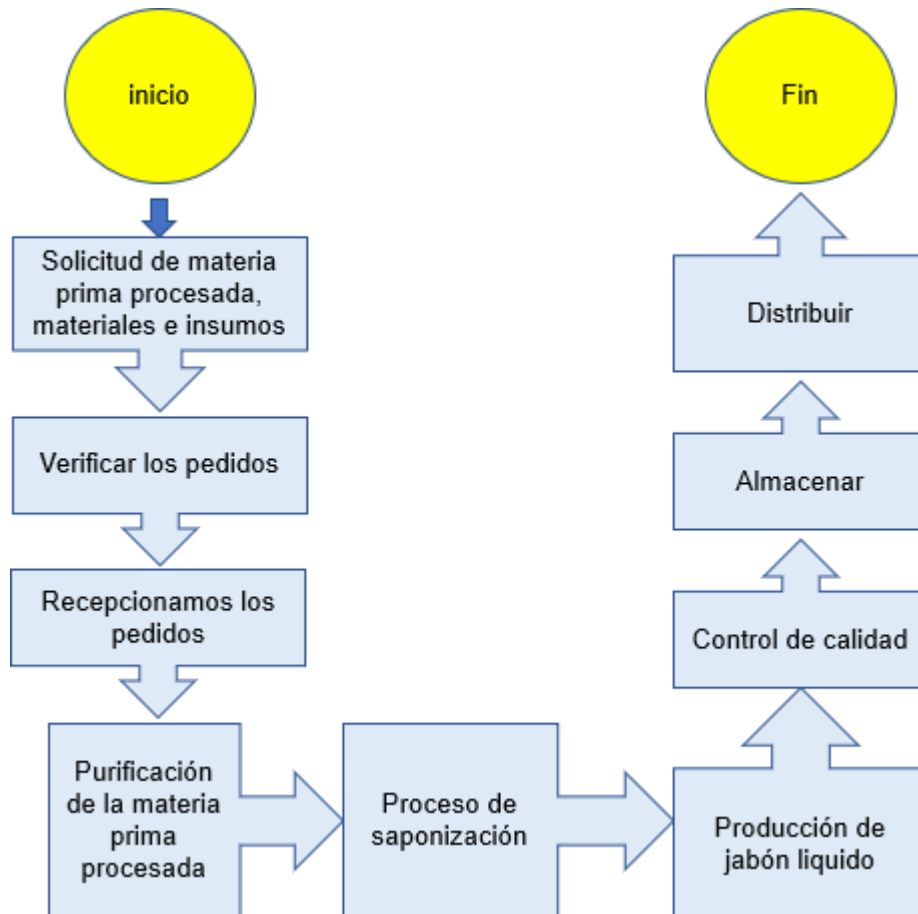 inicio
Solicitud de materia
prima procesada,
materiales e insumos
Verificar los pedidos
Recepcionamos los
pedidos
Purificación
de la materia
prima
procesada
Proceso de
saponización
Producción de
jabón liquido
Control de calidad
Almacenar
Distribuir
Fin